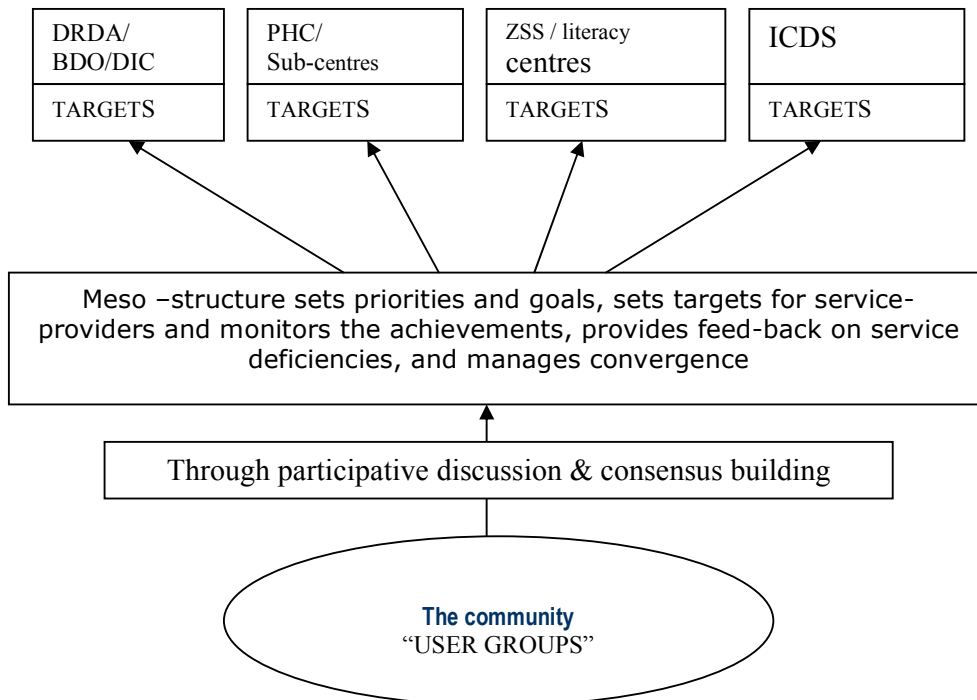 DRDA/
BDO/DIC
TARGETS
PHC/
Sub-centres
TARGETS
ZSS / literacy
centres
TARGETS
ICDS
TARGETS
Meso –structure sets priorities and goals, sets targets for service-
providers and monitors the achievements, provides feed-back on service
deficiencies, and manages convergence
Through participative discussion & consensus building
The community
“USER GROUPS”